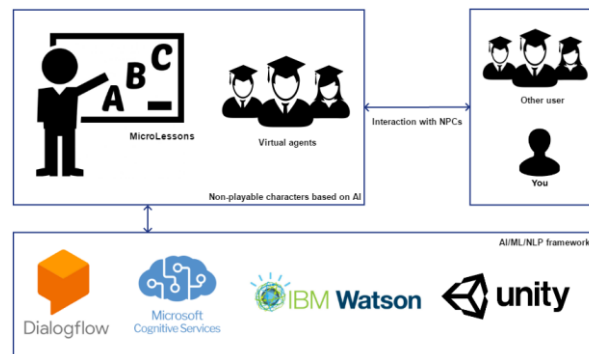 A B C
MicroLessons
Virtual agents
Non-playable characters based on AI
Interaction with NPCs
Other user
You
AI/ML/NLP framework
Dialogflow
Microsoft
Cognitive Services
IBM Watson
unity